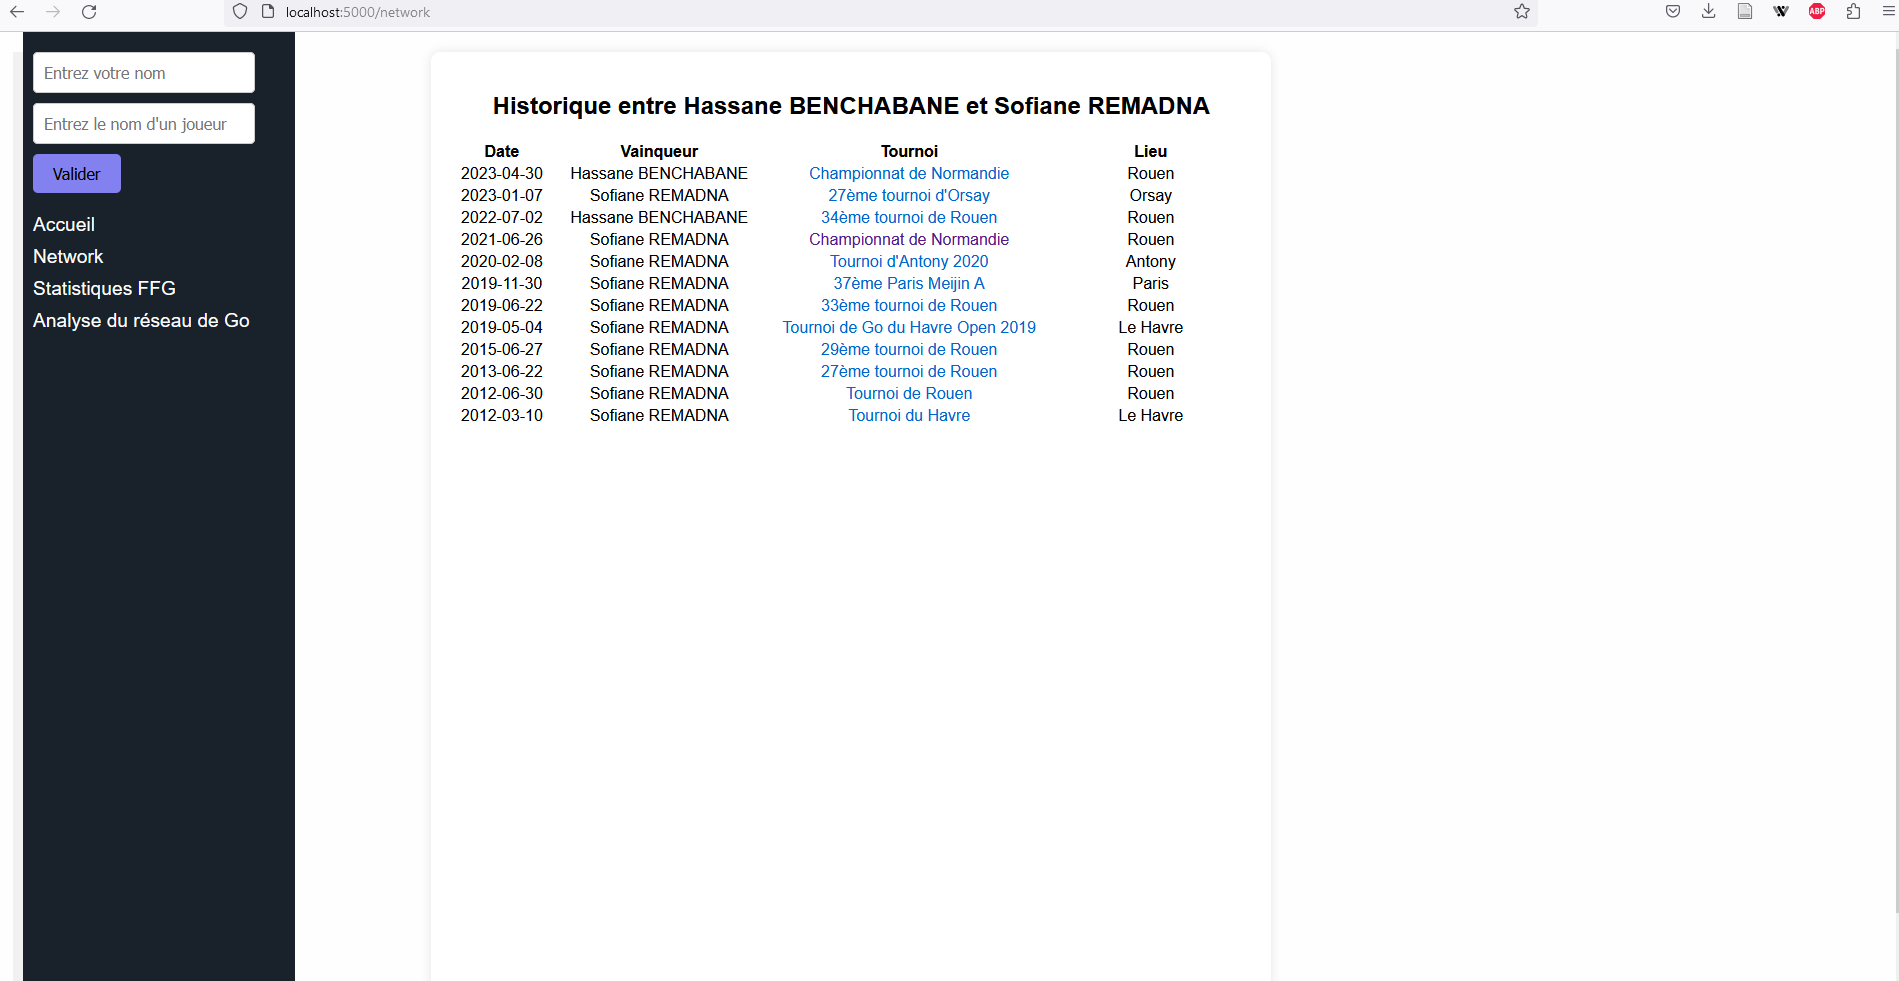 localhost:5000/network
ABP
Entrez votre nom
Entrez le nom d'un joueur
Valider
Accueil
Network
Statistiques FFG
Analyse du réseau de Go
Historique entre Hassane BENCHABANE et Sofiane REMADNA
Date Vainqueur Tournoi Lieu
2023-04-30 Hassane BENCHABANE Championnat de Normandie Rouen
2023-01-07 Sofiane REMADNA 27ème tournoi d'Orsay Orsay
2022-07-02 Hassane BENCHABANE 34ème tournoi de Rouen Rouen
2021-06-26 Sofiane REMADNA Championnat de Normandie Rouen
2020-02-08 Sofiane REMADNA Tournoi d'Antony 2020 Antony
2019-11-30 Sofiane REMADNA 37ème Paris Meijin A Paris
2019-06-22 Sofiane REMADNA 33ème tournoi de Rouen Rouen
2019-05-04 Sofiane REMADNA Tournoi de Go du Havre Open 2019 Le Havre
2015-06-27 Sofiane REMADNA 29ème tournoi de Rouen Rouen
2013-06-22 Sofiane REMADNA 27ème tournoi de Rouen Rouen
2012-06-30 Sofiane REMADNA Tournoi de Rouen Rouen
2012-03-10 Sofiane REMADNA Tournoi du Havre Le Havre